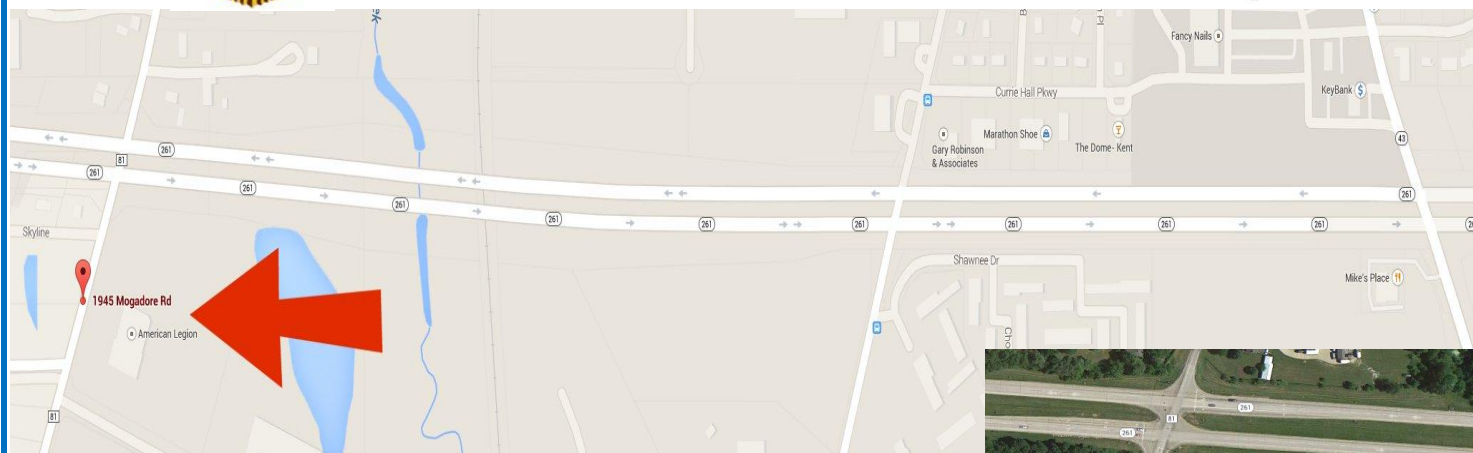 Fancy Nails
KeyBank
$
Currie Hall Pkwy
43
Marathon Shoe
Gary Robinson
& Associates
The Dome- Kent
261
81
261
261
261
261
261
261
261
261
261
261
Skyline
Shawnee Dr
1945 Mogadore Rd
Mike's Place
American Legion
81
261
81
261